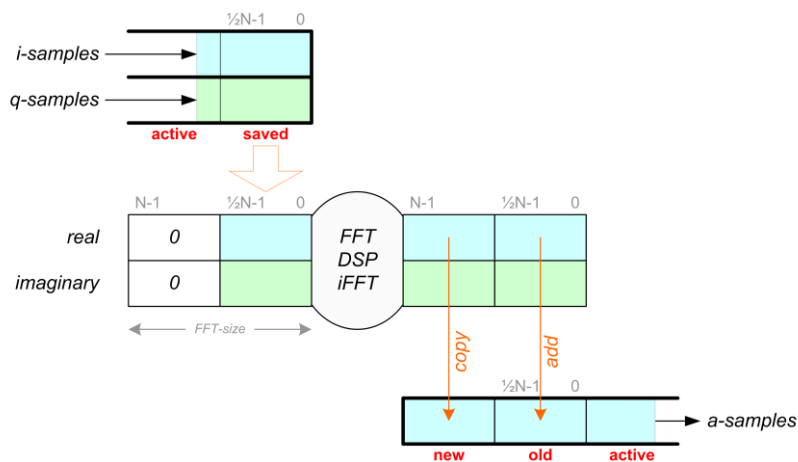 ½N-1 0
i-samples
q-samples
active saved
N-1 ½N-1 0 N-1 ½N-1 0
real 0 FFT
DSP
imaginary 0 iFFT
FFT-size
copy add
½N-1 0
a-samples
new old active